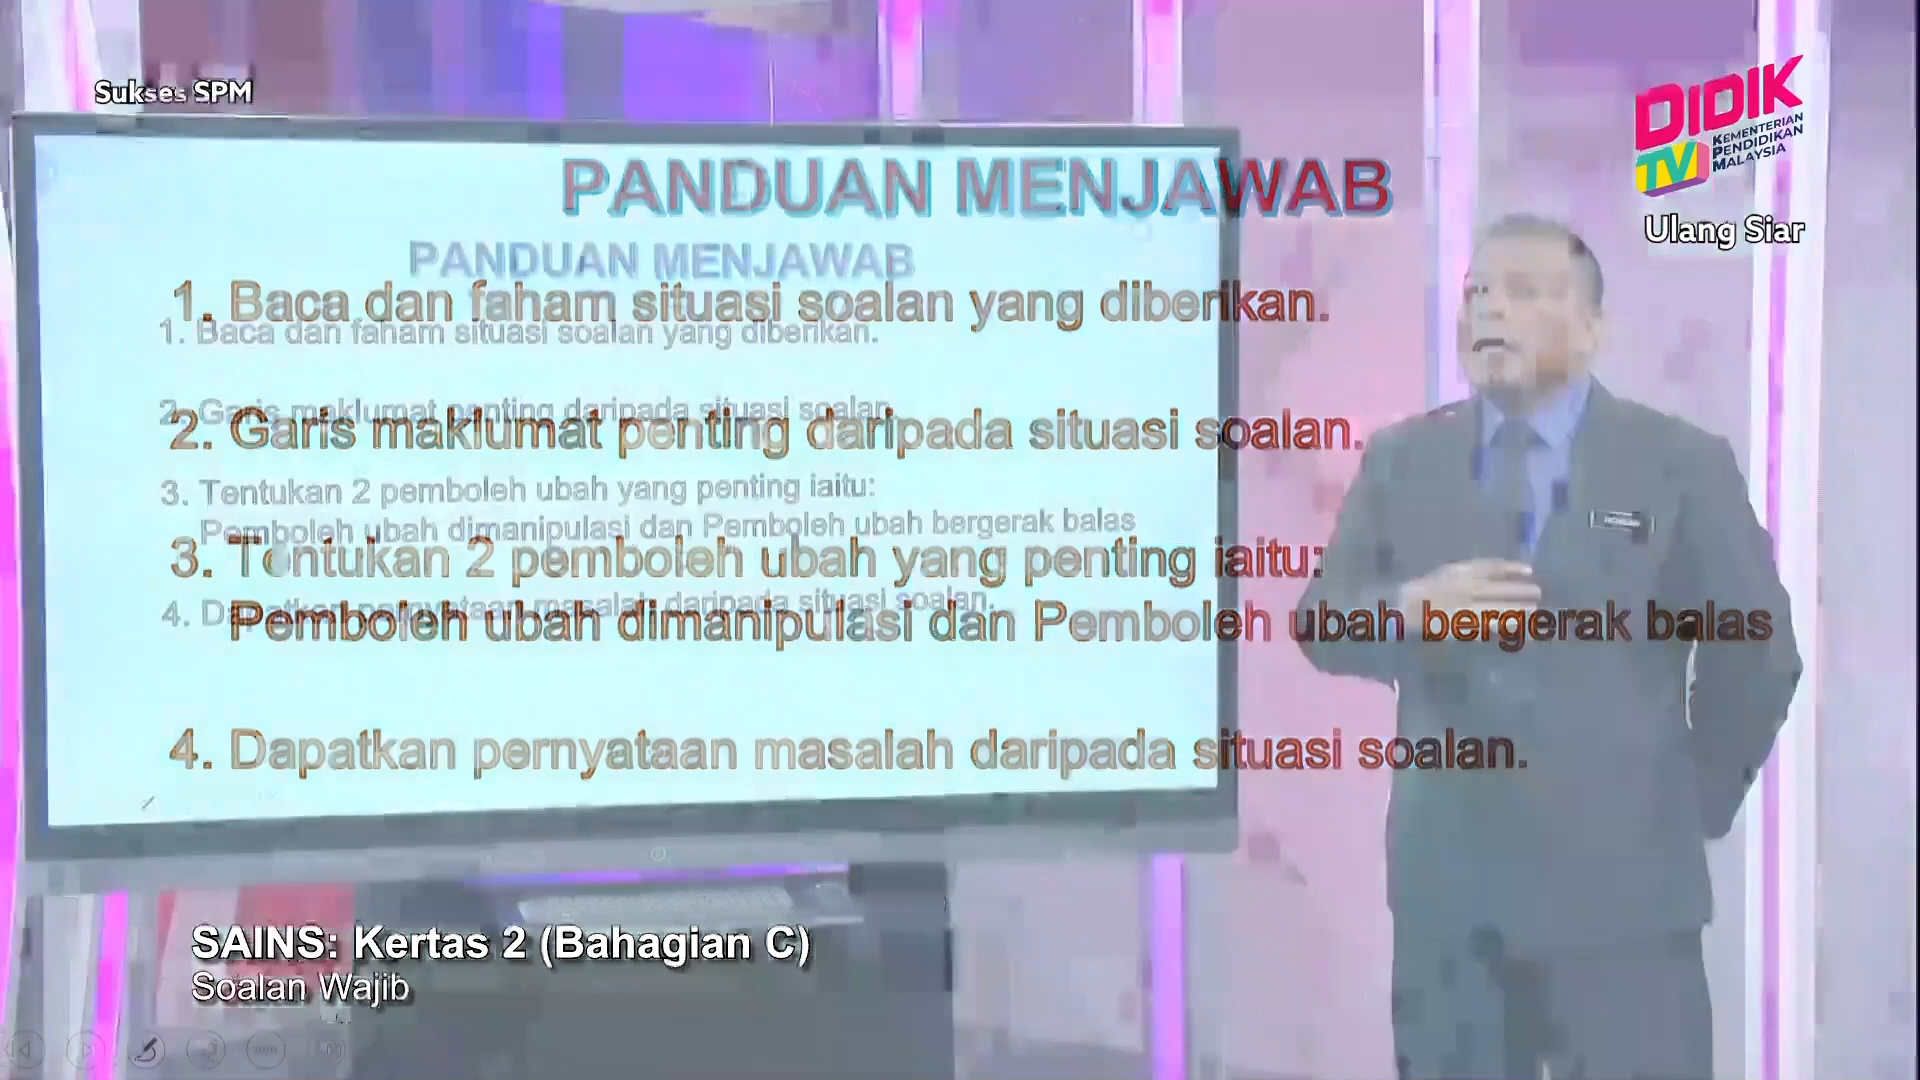 Sukses SPM
DIDIK
TV
KEMENTERIAN
PENDIDIKAN
MALAYSIA
Ulang Siar
PANDUAN MENJAWAB
1. Baca dan faham situasi soalan yang diberikan.
2. Garis maklumat penting daripada situasi soalan.
3. Tentukan 2 pemboleh ubah yang penting iaitu:
Pemboleh ubah dimanipulasi dan Pemboleh ubah bergerak balas
4. Dapatkan pernyataan masalah daripada situasi soalan.
PANDUAN MENJAWAB
1. Baca dan faham situasi soalan yang diberikan.
2. Garis maklumat penting daripada situasi soalan.
3. Tentukan 2 pemboleh ubah yang penting iaitu:
Pemboleh ubah dimanipulasi dan Pemboleh ubah bergerak balas
4. Dapatkan pernyataan masalah daripada situasi soalan.
SAINS: Kertas 2 (Bahagian C)
Soalan Wajib